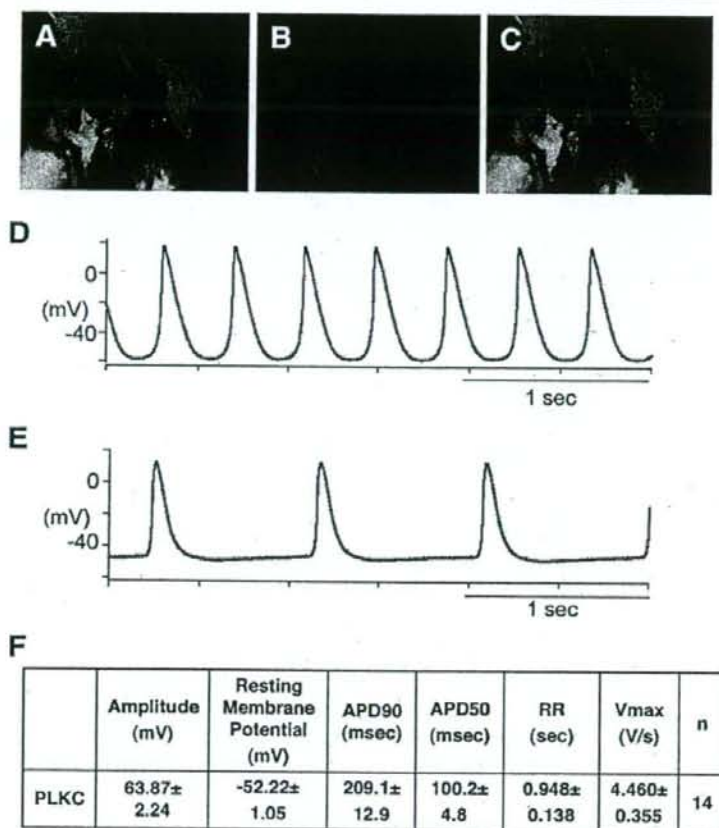 A
B
C
D
0
(mV)
-40
1 sec
E
0
(mV)
-40
1 sec
F
Amplitude
(mV)
Resting
Membrane
Potential
(mV)
APD90
(msec)
APD50
(msec)
RR
(sec)
Vmax
(V/s)
n
PLKC
63.87±
2.24
-52.22±
1.05
209.1±
12.9
100.2±
4.8
0.948±
0.138
4.460±
0.355
14